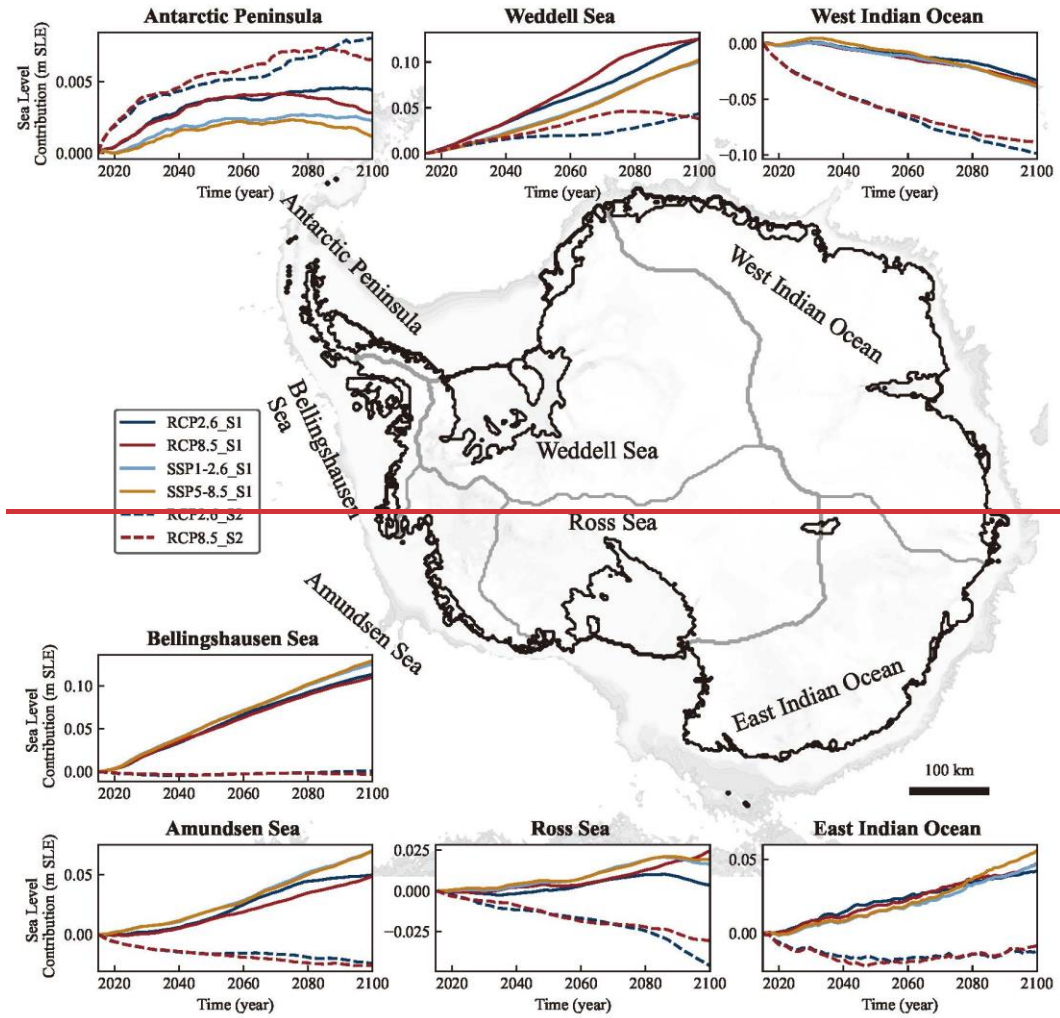 Antarctic Peninsula
Weddell Sea
West Indian Ocean
Sea Level
Contribution (m SLE)
0.005
0.000
2020 2040 2060 2080 2100
Time (year)
0.10
0.05
0.00
2020 2040 2060 2080 2100
Time (year)
0.00
−0.05
−0.10
2020 2040 2060 2080 2100
Time (year)
Antarctic Peninsula
West Indian Ocean
Bellingshausen
Sea
Weddell Sea
RCP2.6_S1
RCP8.5_S1
SSP1-2.6_S1
SSP5-8.5_S1
RCP2.6_S2
RCP8.5_S2
Ross Sea
Amundsen Sea
East Indian Ocean
100 km
Bellingshausen Sea
Sea Level
Contribution (m SLE)
0.10
0.05
0.00
2020 2040 2060 2080 2100
Amundsen Sea
Ross Sea
East Indian Ocean
Sea Level
Contribution (m SLE)
0.05
0.00
2020 2040 2060 2080 2100
Time (year)
0.025
0.000
−0.025
2020 2040 2060 2080 2100
Time (year)
0.05
0.00
2020 2040 2060 2080 2100
Time (year)